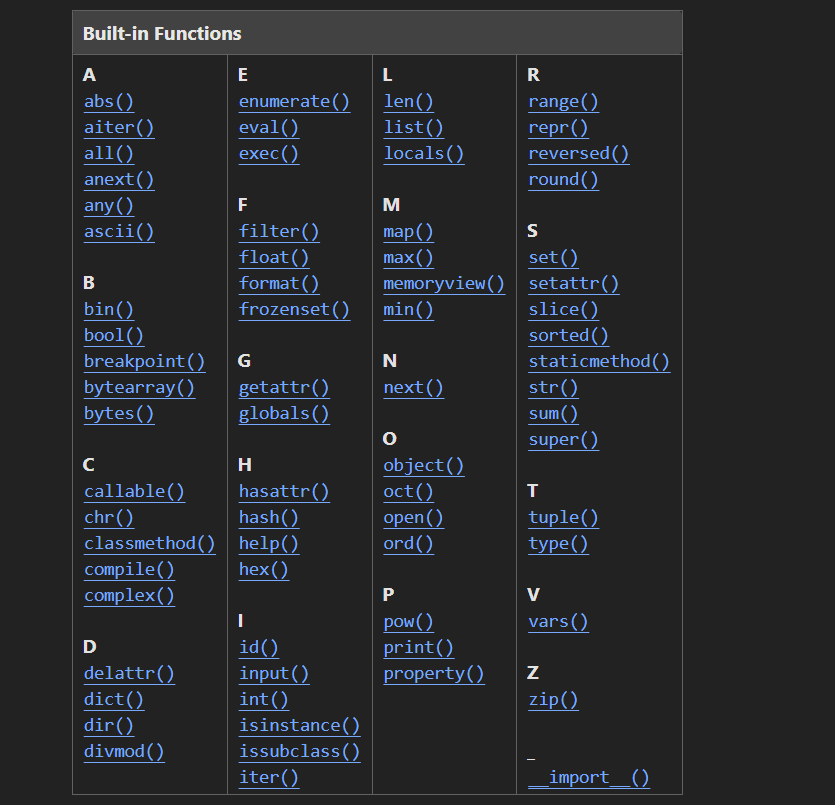 Built-in Functions
A
abs()
aiter()
all()
anext()
any()
ascii()
B
bin()
bool()
breakpoint()
bytearray()
bytes()
C
callable()
chr()
classmethod()
compile()
complex()
D
delattr()
dict()
dir()
divmod()
E
enumerate()
eval()
exec()
F
filter()
float()
format()
frozenset()
G
getattr()
globals()
H
hasattr()
hash()
help()
hex()
I
id()
input()
int()
isinstance()
issubclass()
iter()
L
len()
list()
locals()
M
map()
max()
memoryview()
min()
N
next()
O
object()
oct()
open()
ord()
P
pow()
print()
property()
R
range()
repr()
reversed()
round()
S
set()
setattr()
slice()
sorted()
staticmethod()
str()
sum()
super()
T
tuple()
type()
V
vars()
Z
zip()
_
__import__()